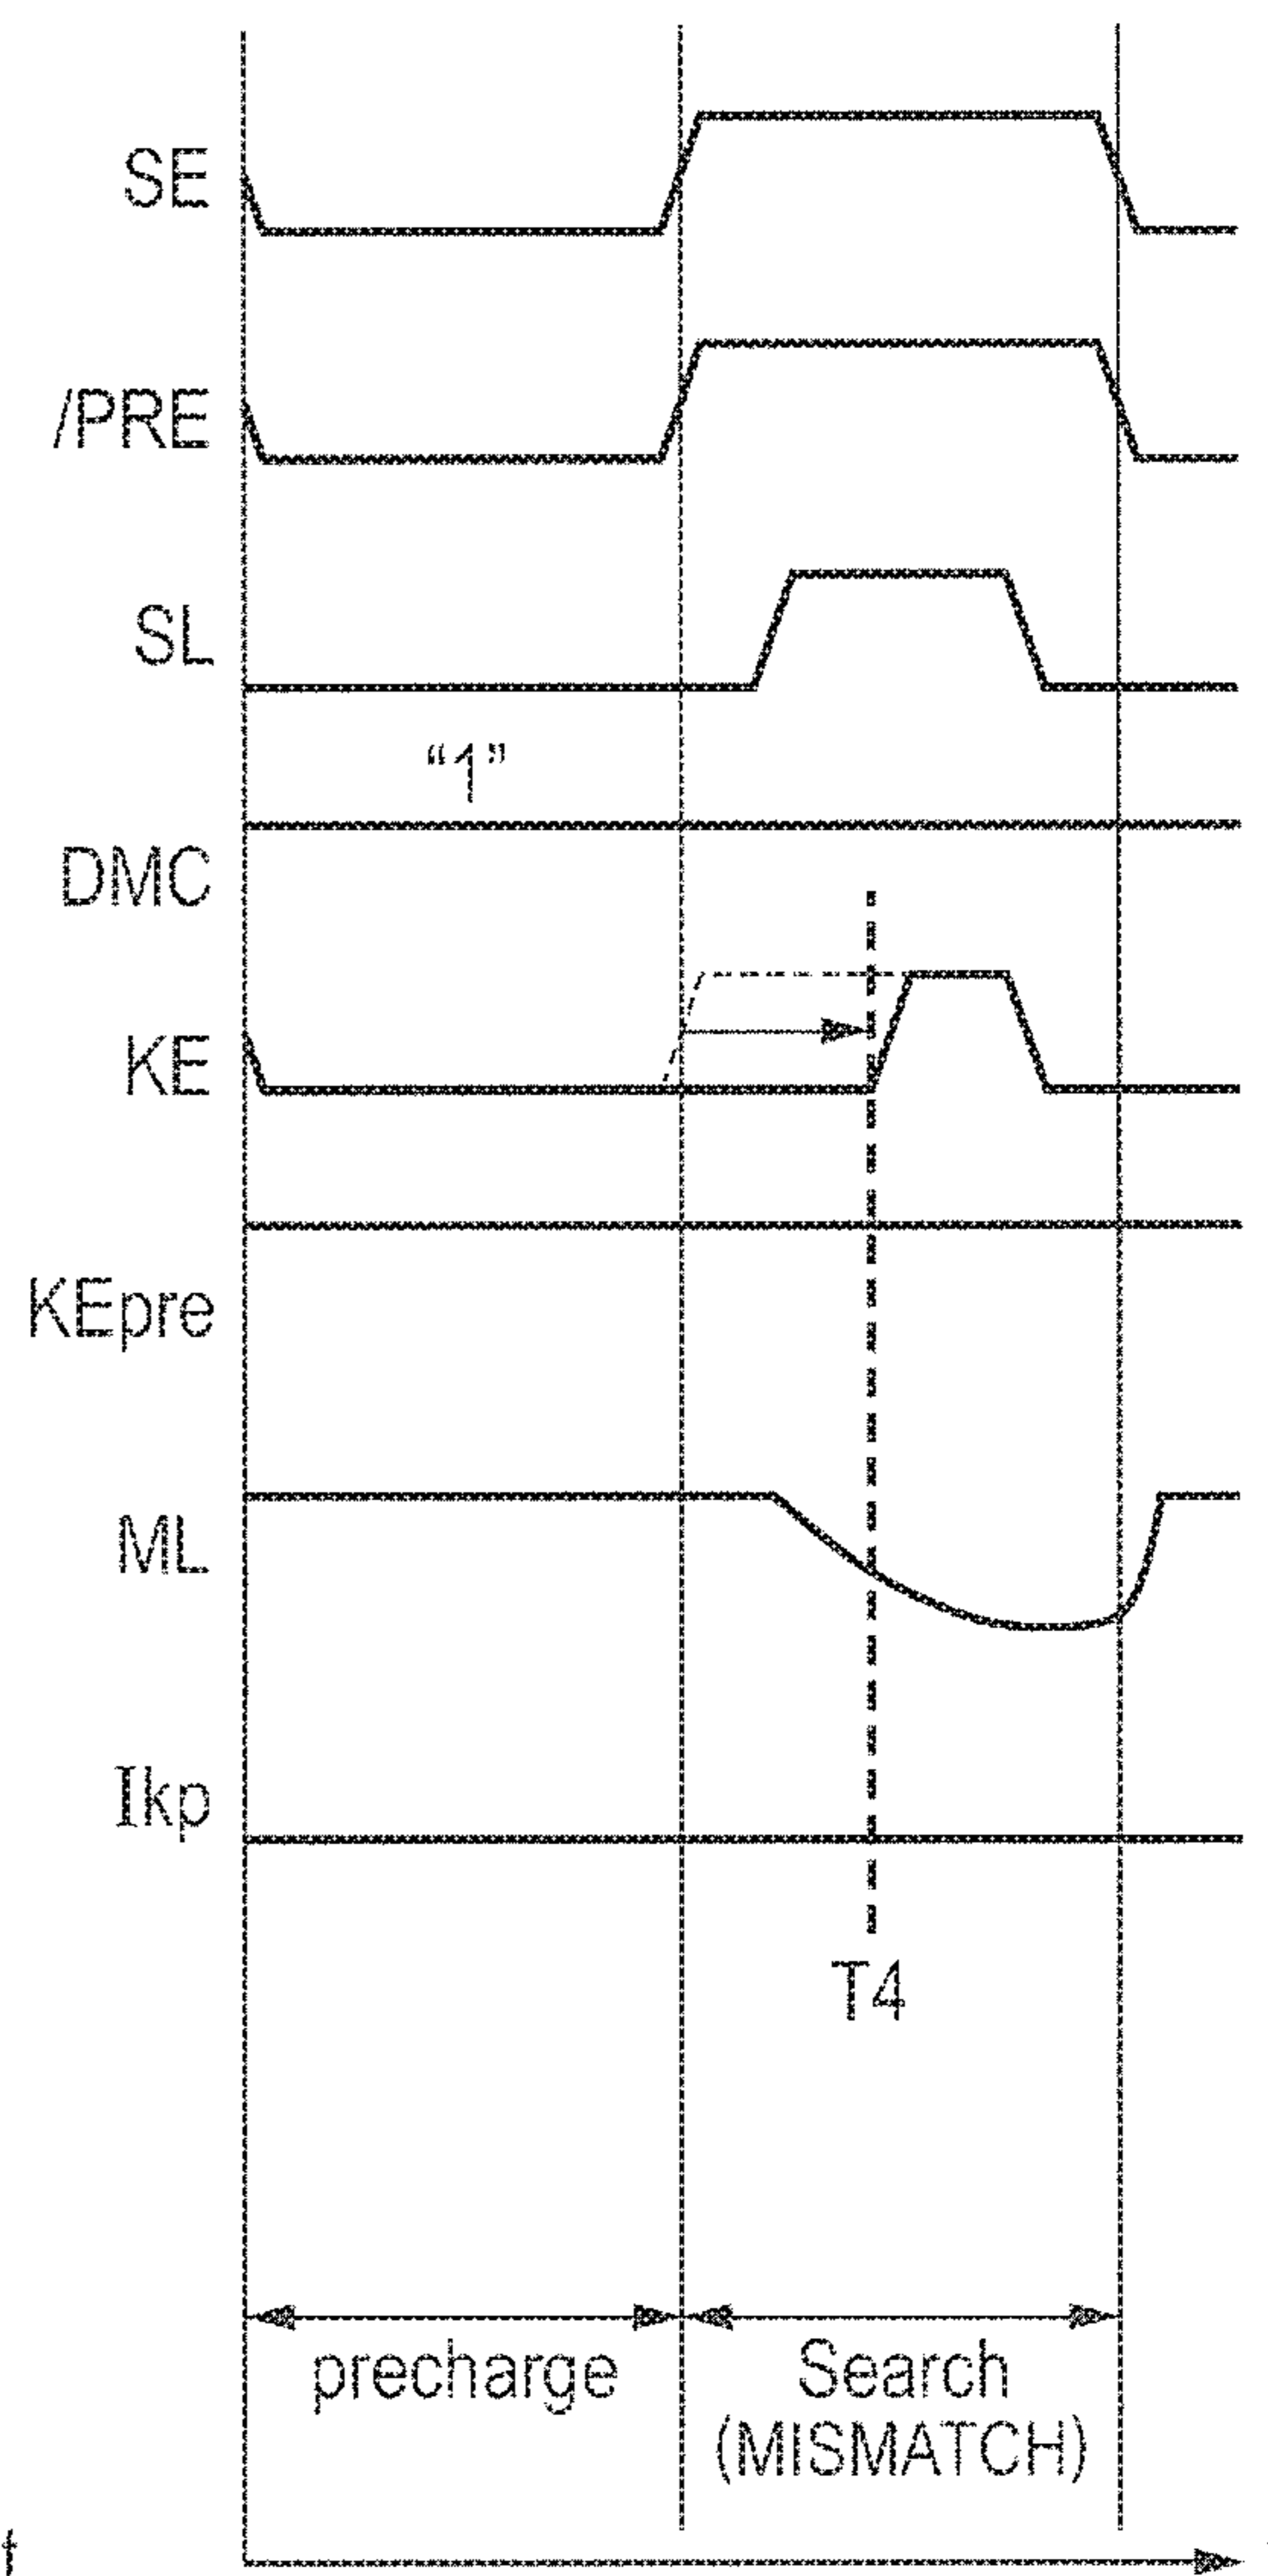 SE
/PRE
SL
“1”
DMC
KE
KEpre
ML
Ikp
T4
precharge
Search
(MISMATCH)